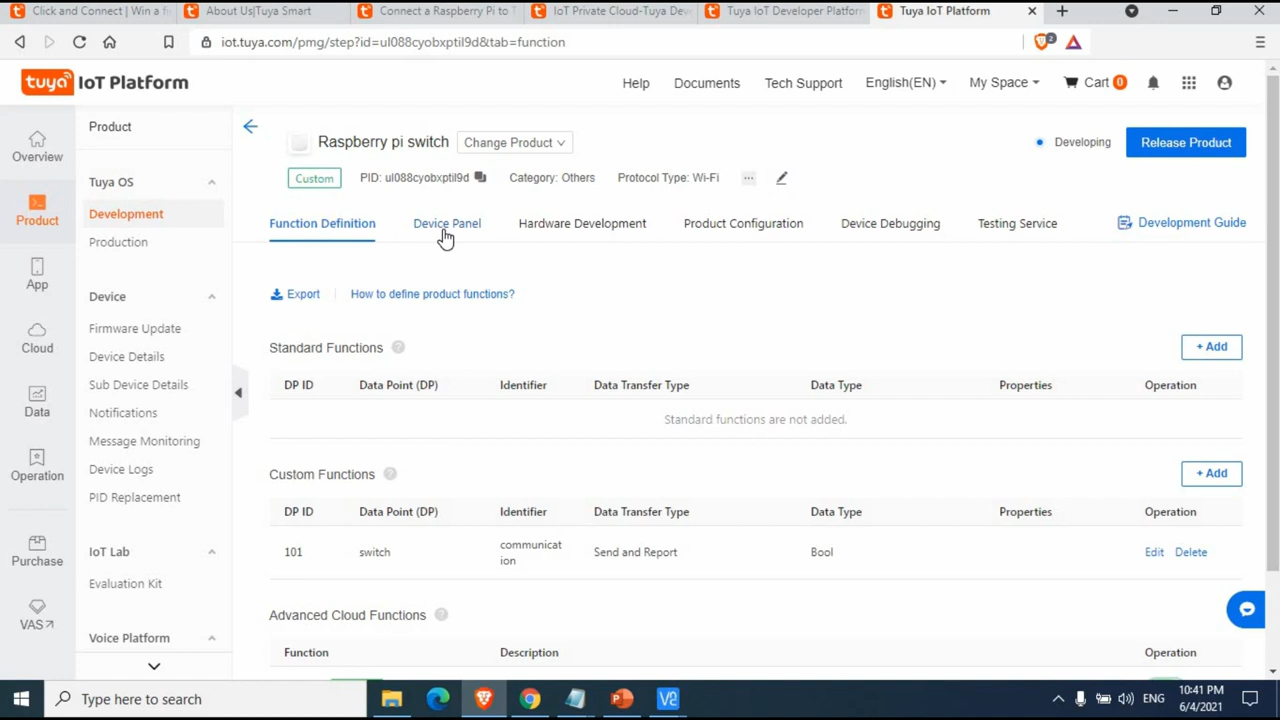 Click and Connect | Win a f
About Us|Tuya Smart
Connect a Raspberry Pi to T
IoT Private Cloud-Tuya Deve
Tuya IoT Developer Platform
Tuya IoT Platform
iot.tuya.com/pmg/step?id=ul088cyobxptil9d&tab=function
2
tuya IoT Platform
Help
Documents
Tech Support
English(EN)
My Space
Cart 0
Overview
Product
App
Cloud
Data
Operation
Purchase
VAS
Product
Tuya OS
Development
Production
Device
Firmware Update
Device Details
Sub Device Details
Notifications
Message Monitoring
Device Logs
PID Replacement
IoT Lab
Evaluation Kit
Voice Platform
Raspberry pi switch
Change Product
Developing
Release Product
Custom
PID: ul088cyobxptil9d
Category: Others
Protocol Type: Wi-Fi
Function Definition
Device Panel
Hardware Development
Product Configuration
Device Debugging
Testing Service
Development Guide
Export
How to define product functions?
Standard Functions
+ Add
DP ID Data Point (DP) Identifier Data Transfer Type Data Type Properties Operation
Standard functions are not added.
Custom Functions
+ Add
DP ID Data Point (DP) Identifier Data Transfer Type Data Type Properties Operation
101 switch communicat Send and Report Bool Edit Delete
ion
Advanced Cloud Functions
Function Description Operation
Type here to search
ENG
10:41 PM
6/4/2021